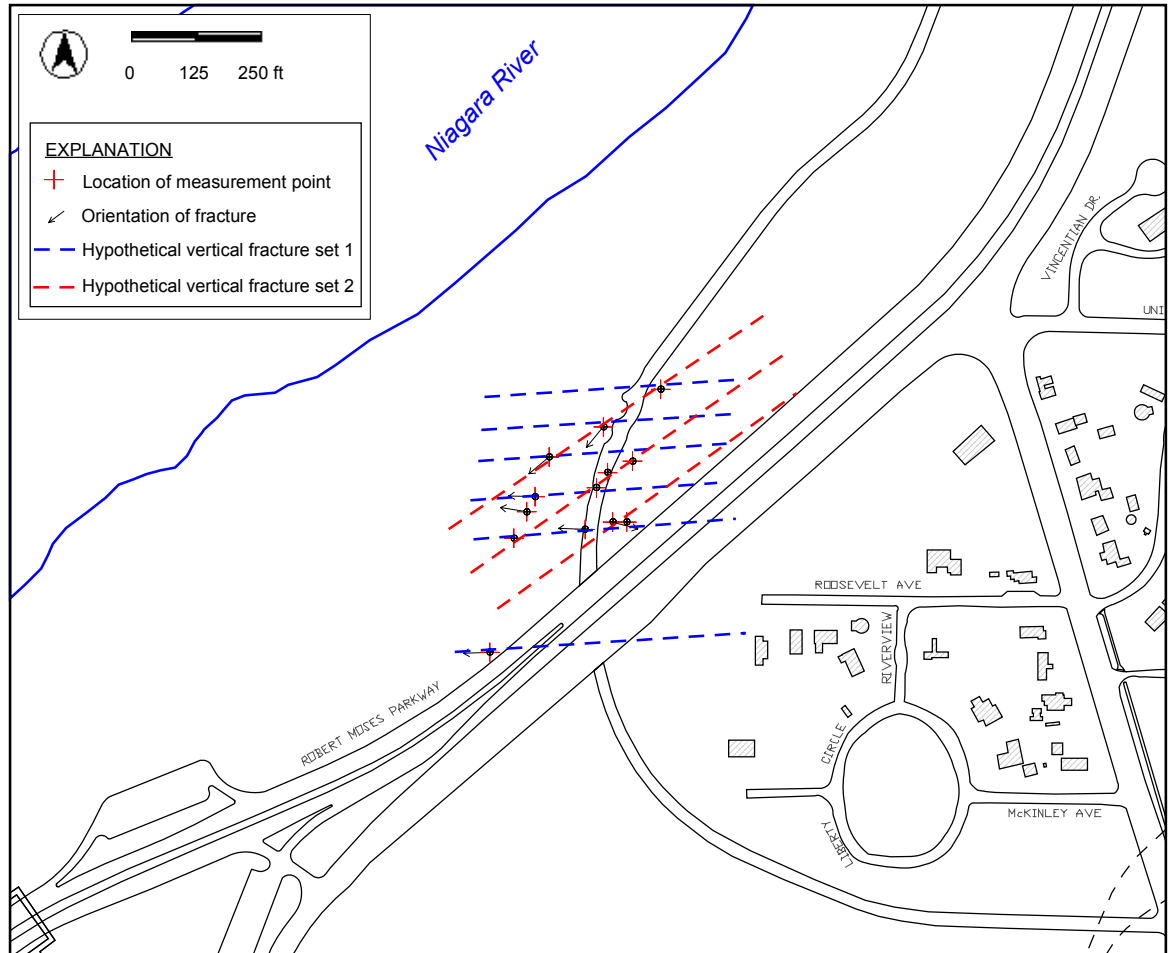 0 125 250 ft
Niagara River
EXPLANATION
Location of measurement point
Orientation of fracture
Hypothetical vertical fracture set 1
Hypothetical vertical fracture set 2
VINCENTIAN DR.
UNI
ROOSEVELT AVE
RIVERVIEW
ROBERT MOSES PARKWAY
CIRCLE
LIBERTY
McKINLEY AVE